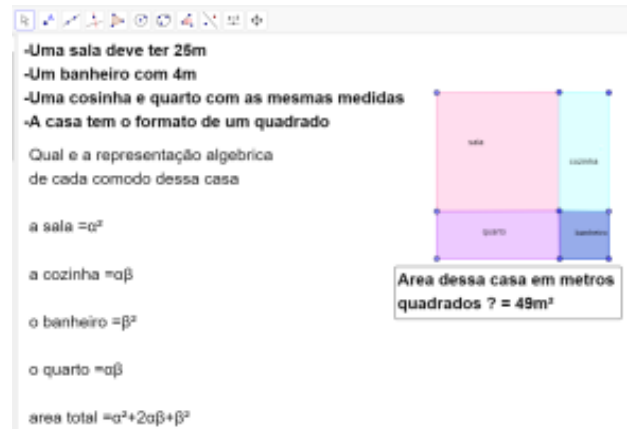 -Uma sala deve ter 25m
-Um banheiro com 4m
-Uma cosinha e quarto com as mesmas medidas
-A casa tem o formato de um quadrado
Qual e a representação algebrica
de cada comodo dessa casa
a sala =α²
a cozinha =αβ
o banheiro =β²
o quarto =αβ
area total =α²+2αβ+β²
sala
cozinha
quarto
banheiro
Area dessa casa em metros
quadrados ? = 49m²